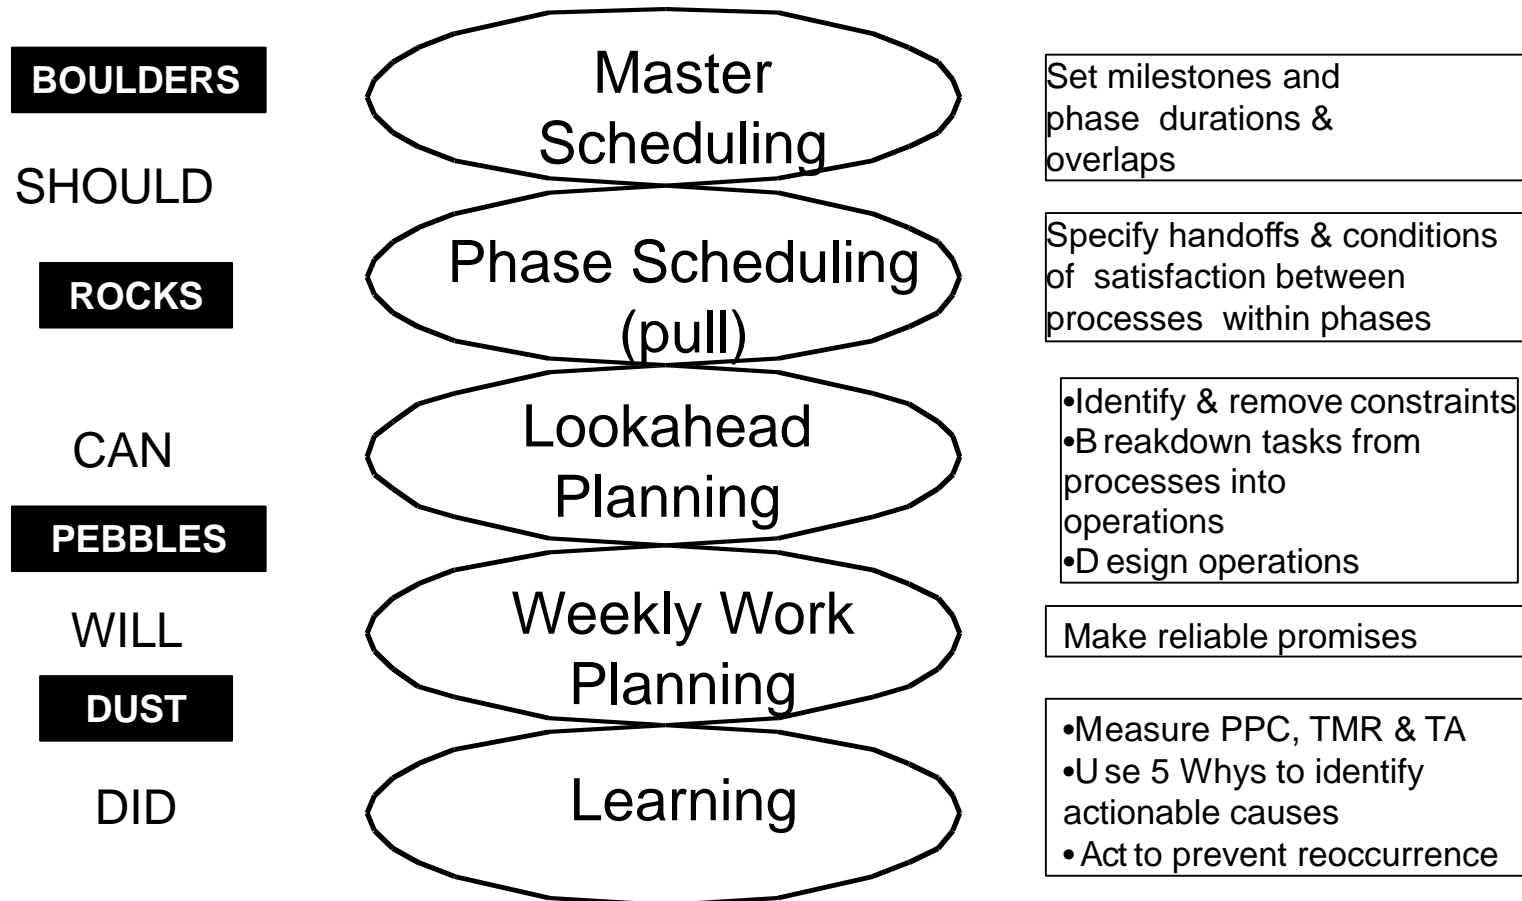 BOULDERS
SHOULD
ROCKS
CAN
PEBBLES
WILL
DUST
DID
Master
Scheduling
Phase Scheduling
(pull)
Lookahead
Planning
Weekly Work
Planning
Learning
Set milestones and
phase durations &
overlaps
Specify handoffs & conditions
of satisfaction between
processes within phases
•Identify & remove constraints
•B reakdown tasks from
processes into
operations
•D esign operations
Make reliable promises
•Measure PPC, TMR & TA
•U se 5 Whys to identify
actionable causes
• Act to prevent reoccurrence